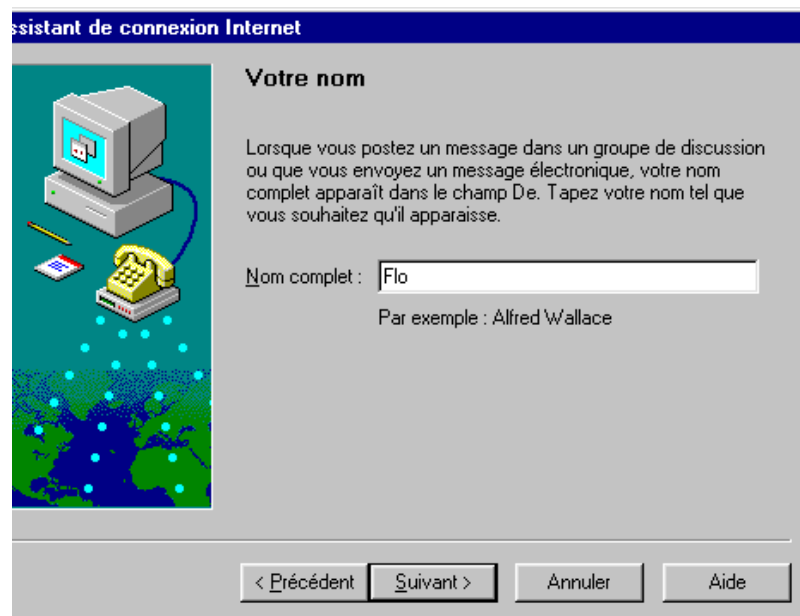 ssistant de connexion Internet
Votre nom
Lorsque vous postez un message dans un groupe de discussion
ou que vous envoyez un message électronique, votre nom
complet apparaît dans le champ De. Tapez votre nom tel que
vous souhaitez qu'il apparaisse.
Nom complet : Flo
Par exemple : Alfred Wallace
< Précédent Suivant > Annuler Aide